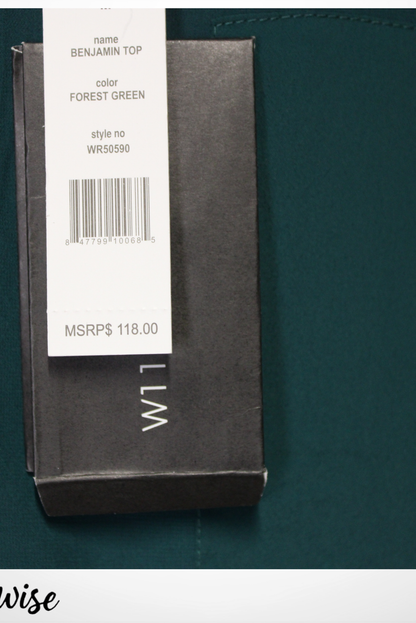 name
BENJAMIN TOP
color
FOREST GREEN
style no
WR50590
8 47799 10068 5
MSRP$ 118.00
wise